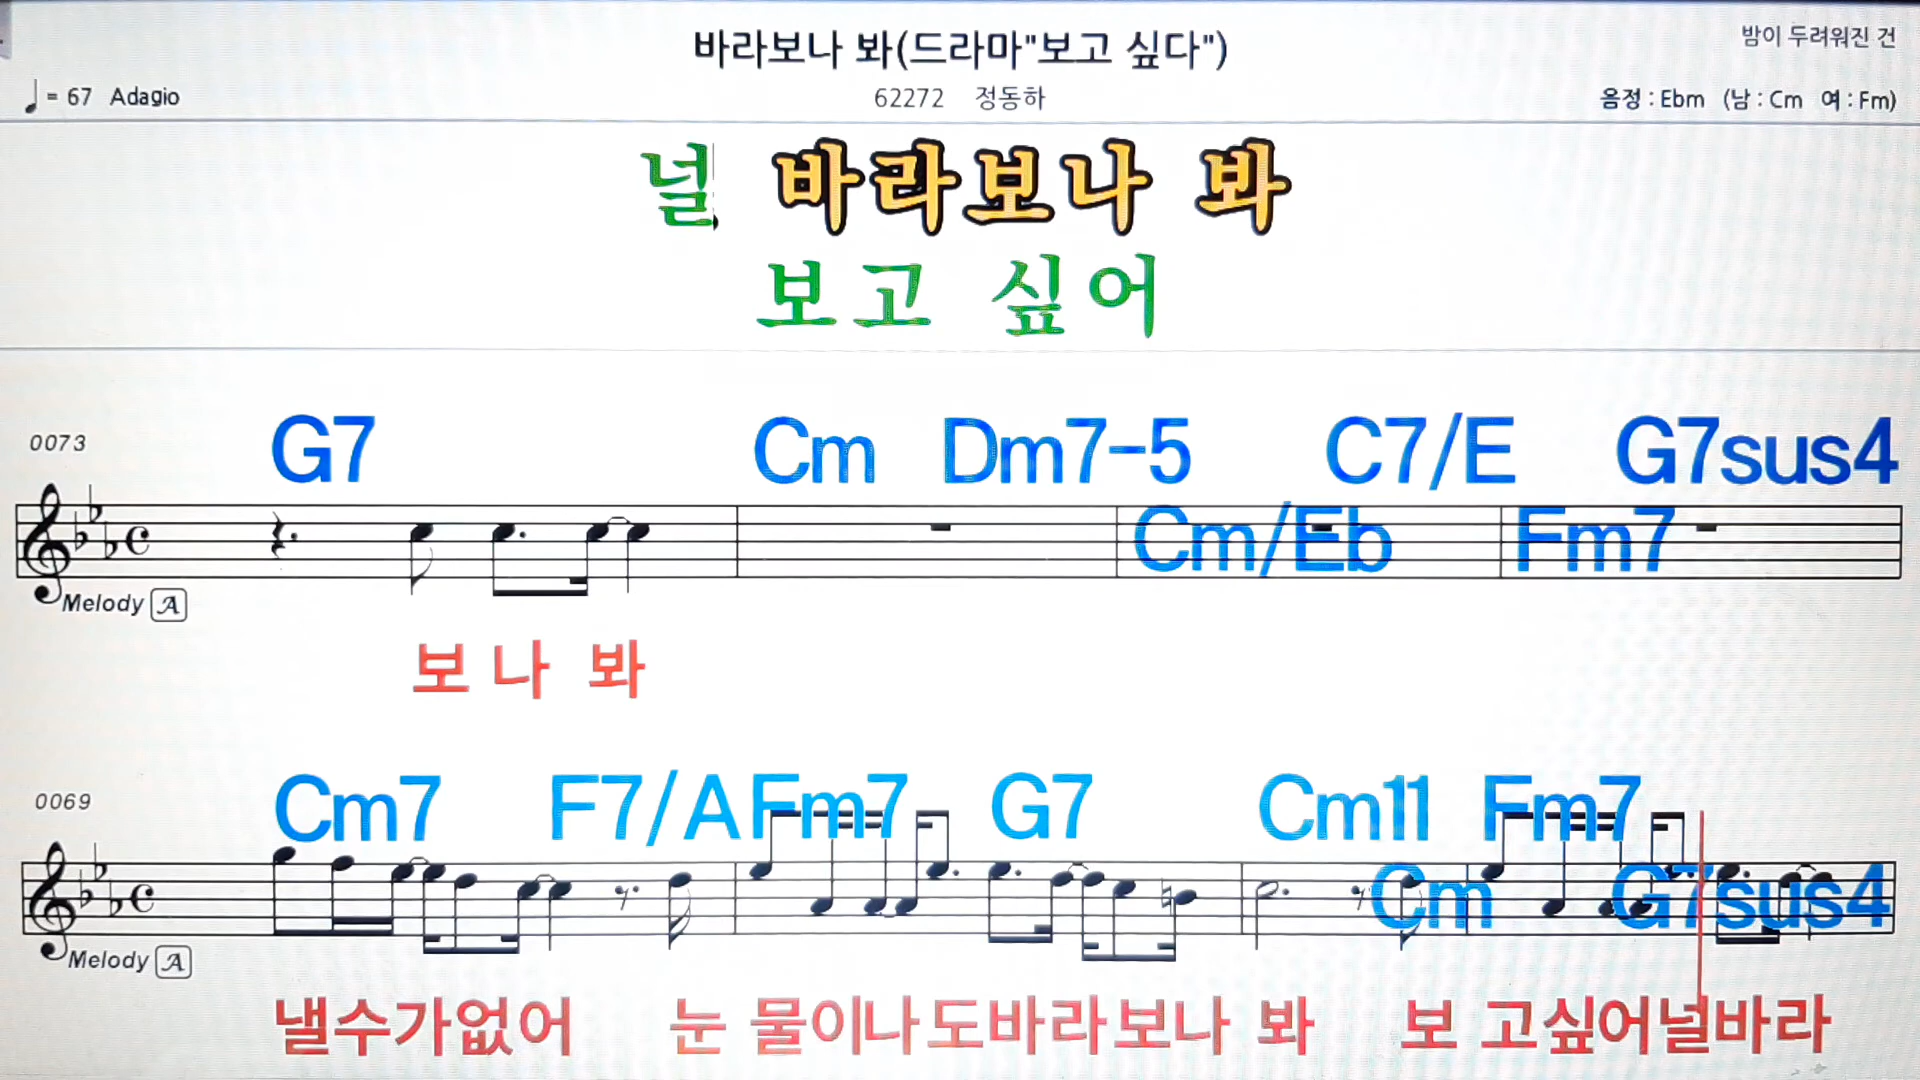 바라보나 봐(드라마"보고 싶다")
밤이 두려워진 건
♩ = 67 Adagio
62272 정동하
음정 : Ebm (남 : Cm 여 : Fm)
널 바라보나 봐
보고 싶어
0073
G7 Cm Dm7-5 C7/E G7sus4
Cm/Eb Fm7
Melody A
보 나 봐
0069
Cm7 F7/A Fm7 G7 Cm11 Fm7
Cm G7sus4
Melody A
낼수가없어 눈 물이나도바라보나 봐 보 고싶어널바라